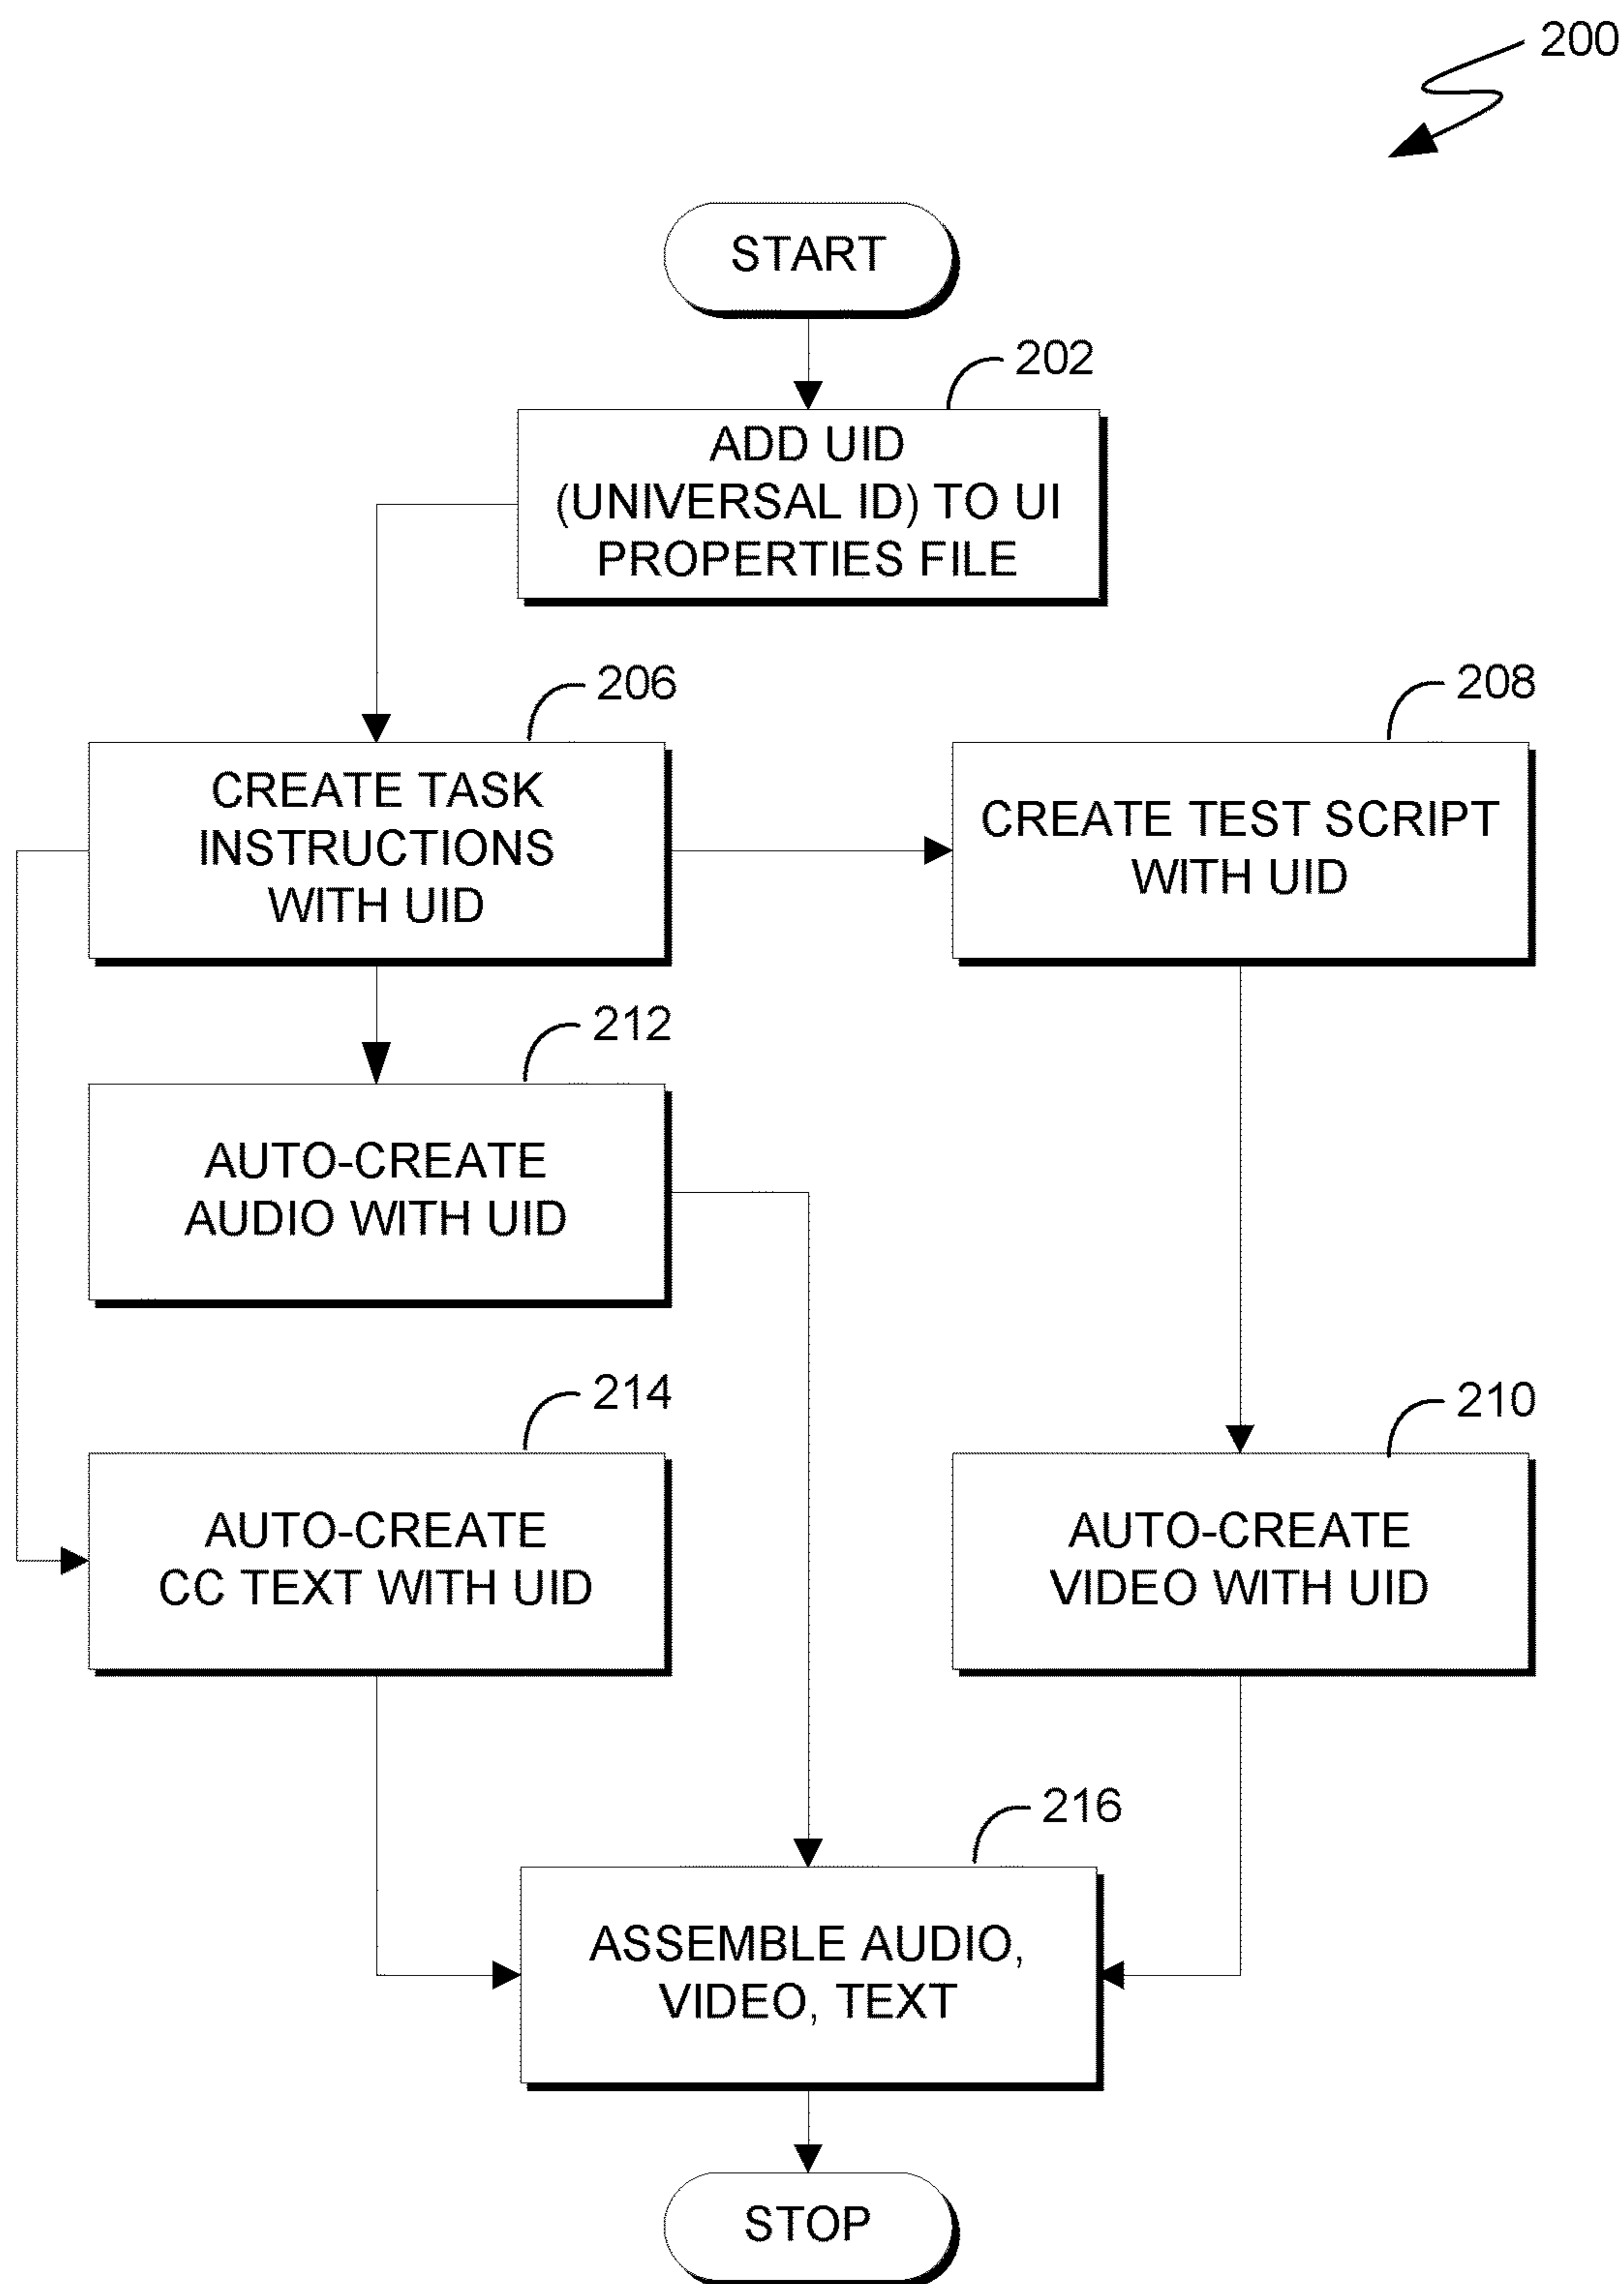 200
START
202
ADD UID
(UNIVERSAL ID) TO UI
PROPERTIES FILE
206
CREATE TASK
INSTRUCTIONS
WITH UID
208
CREATE TEST SCRIPT
WITH UID
212
AUTO-CREATE
AUDIO WITH UID
214
AUTO-CREATE
CC TEXT WITH UID
210
AUTO-CREATE
VIDEO WITH UID
216
ASSEMBLE AUDIO,
VIDEO, TEXT
STOP